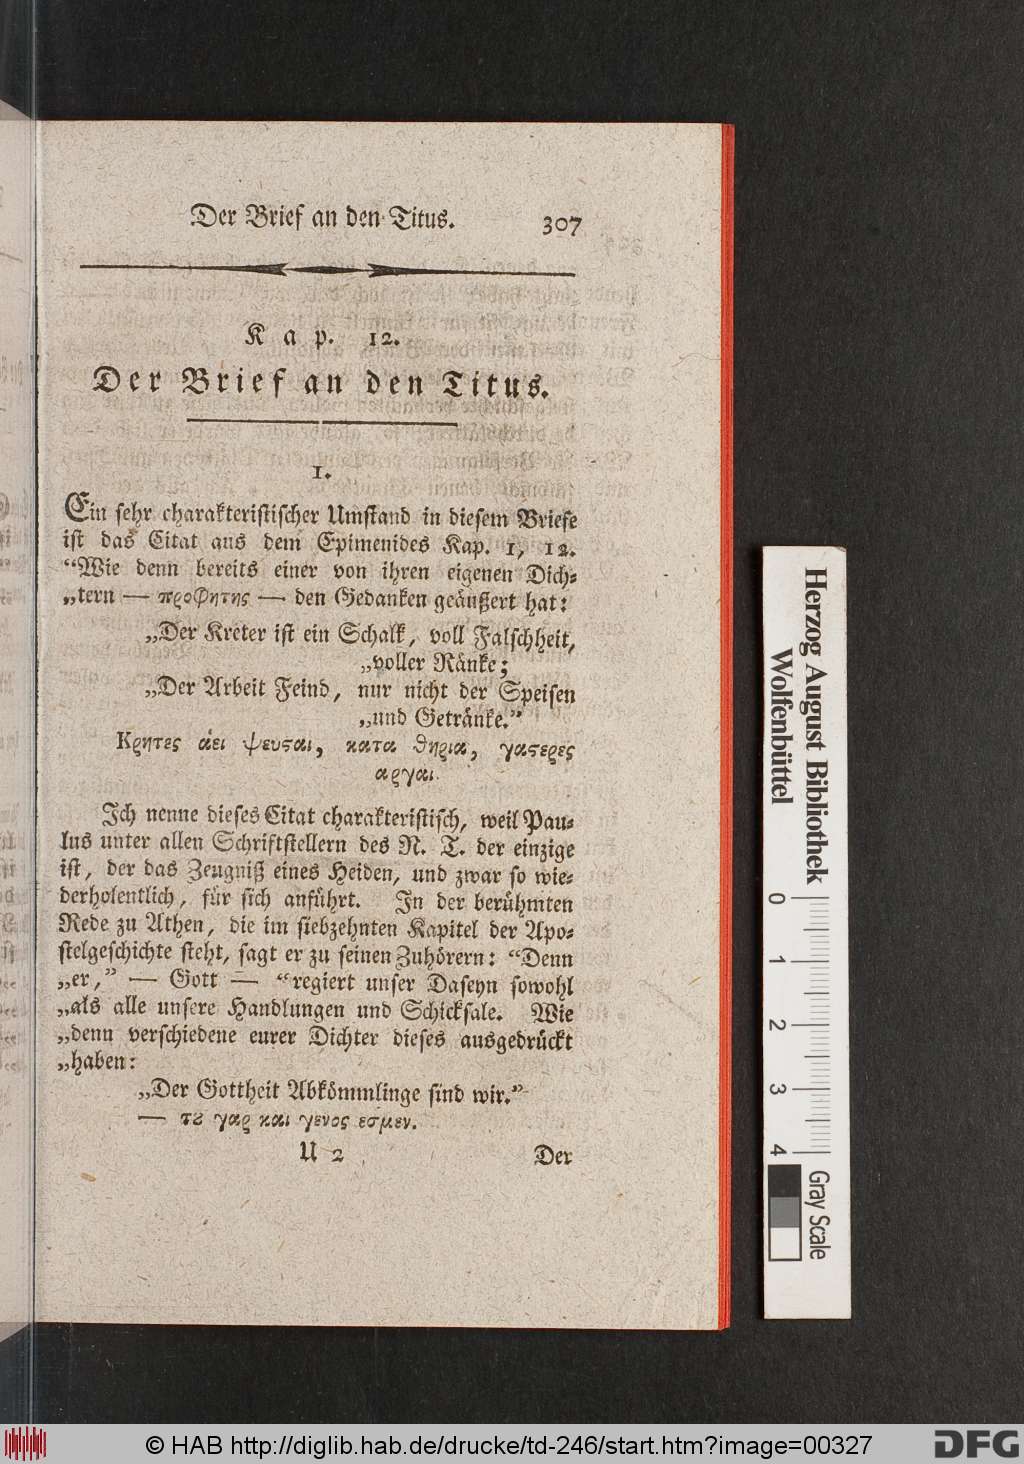 Der Brief an den Titus. 307
Kap. 12.
Der Brief an den Titus.
1.
Ein sehr charakteristischer Umstand in diesem Briefe
ist das Citat aus dem Epimenides Kap. 1, 12.
“Wie denn bereits einer von ihren eigenen Dich-
„tern — προφητης — den Gedanken geäußert hat:
„Der Kreter ist ein Schalk, voll Falschheit,
„voller Ränke;
„Der Arbeit Feind, nur nicht der Speisen
„und Getränke.”
Κρητες ἀει ψευϛαι, κατα θηρια, γαϛερες
αργαι.
Ich nenne dieses Citat charakteristisch, weil Pau-
lus unter allen Schriftstellern des N. T. der einzige
ist, der das Zeugniß eines Heiden, und zwar so wie-
derholentlich, für sich anführt. In der berühmten
Rede zu Athen, die im siebzehnten Kapitel der Apo-
stelgeschichte steht, sagt er zu seinen Zuhörern: “Denn
„er,” — Gott — “regiert unser Daseyn sowohl
„als alle unsere Handlungen und Schicksale. Wie
„denn verschiedene eurer Dichter dieses ausgedrückt
„haben:
„Der Gottheit Abkömmlinge sind wir.”
— τȣ γαρ και γενος εσμεν.
U 2 Der
Herzog August Bibliothek
Wolfenbüttel
0 1 2 3 4
Gray Scale
© HAB http://diglib.hab.de/drucke/td-246/start.htm?image=00327
DFG